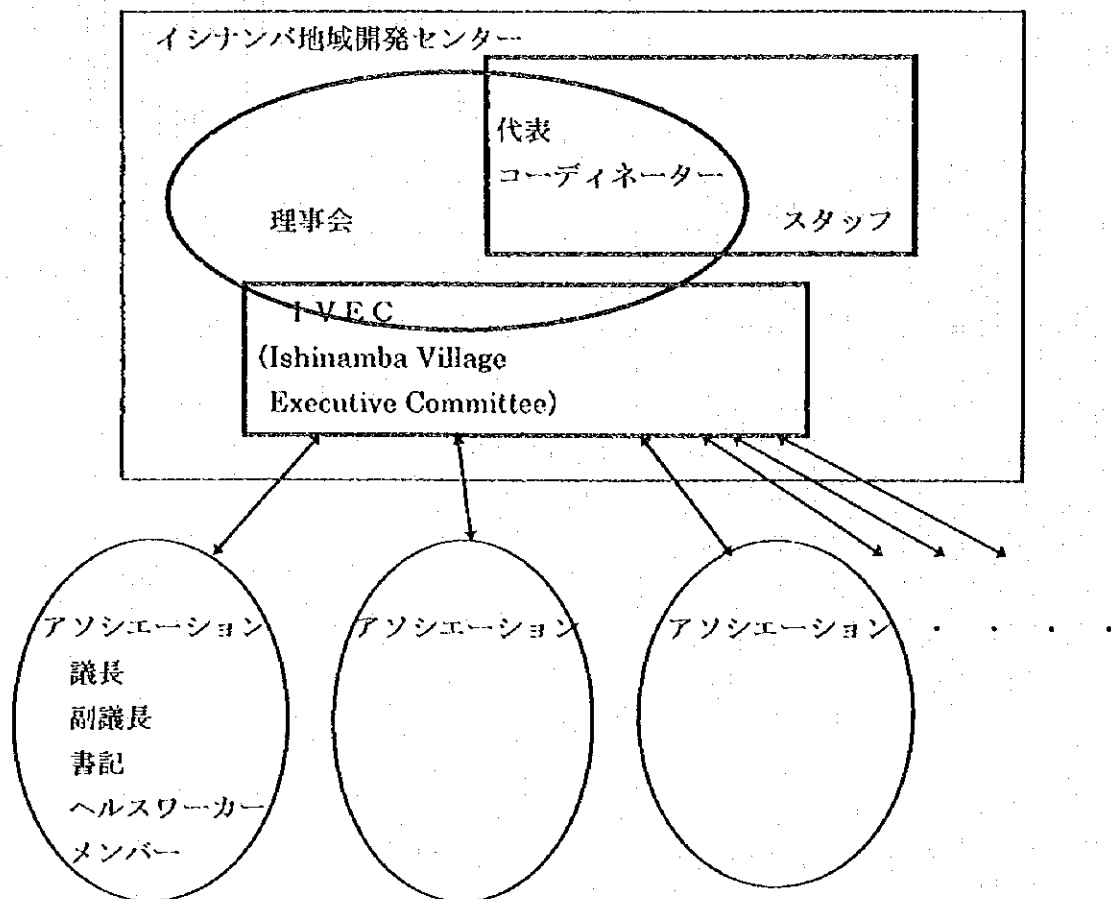 イシナンバ地域開発センター
代表
コーディネーター
理事会
スタッフ
ＩＶＥＣ
(Ishinamba Village
Executive Committee)
アソシエーション
議長
副議長
書記
ヘルスワーカー
メンバー
アソシエーション
アソシエーション ・ ・ ・ ・